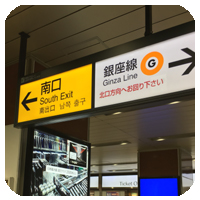 南口
South Exit
南出口 남쪽 출구
銀座線 G
Ginza Line
北口方向へお回り下さい
Ticket